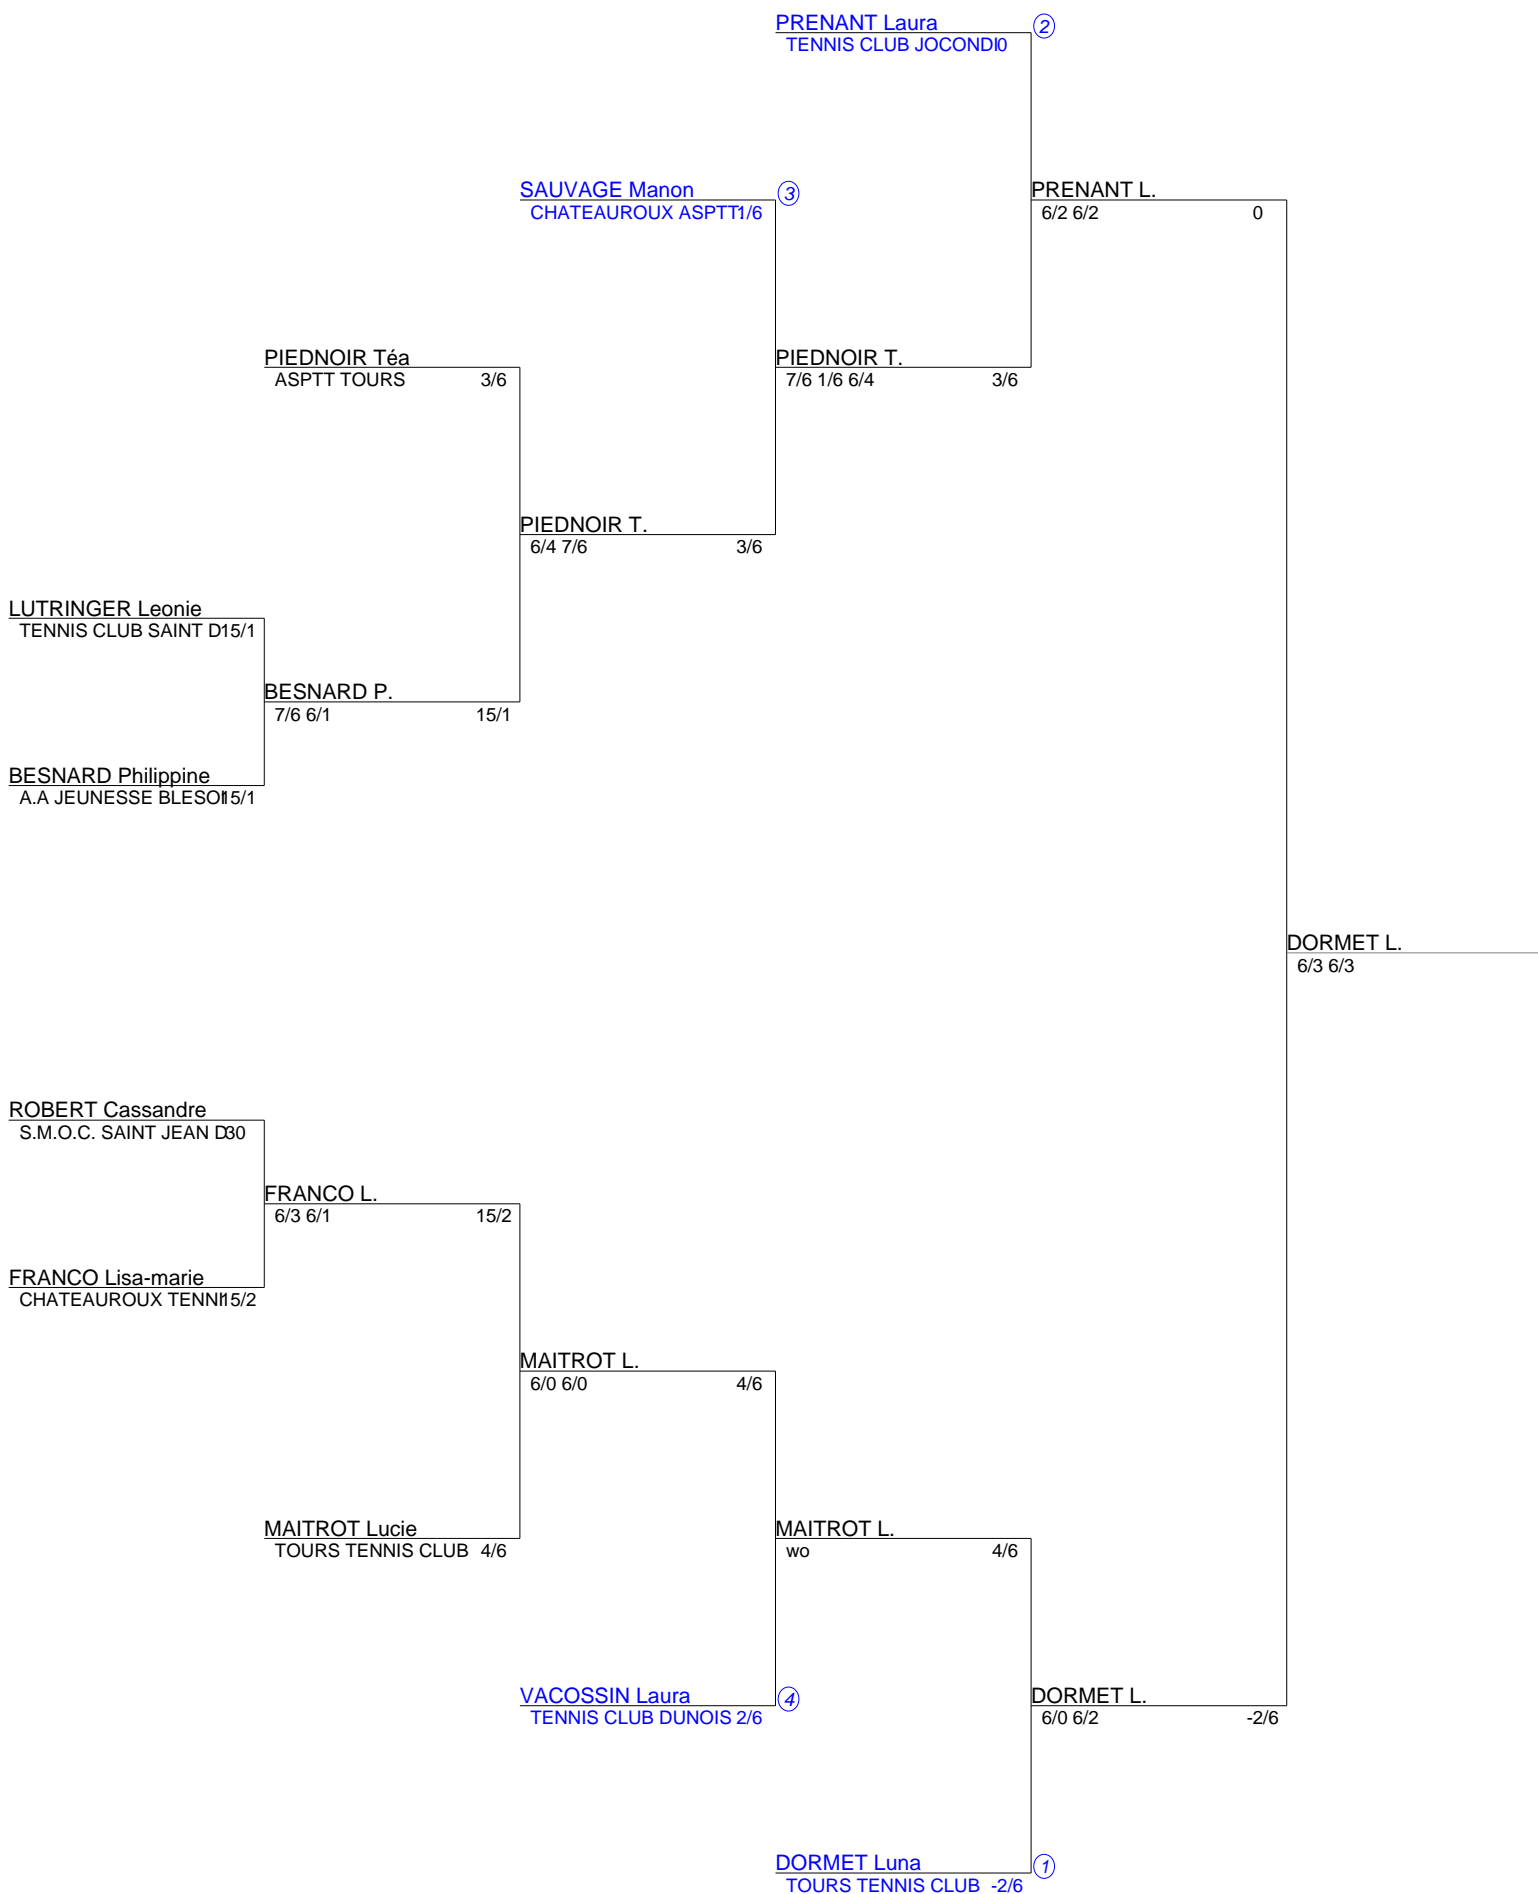 PRENANT Laura 2
TENNIS CLUB JOCONDI0
SAUVAGE Manon 3
CHATEAUROUX ASPTT1/6
PRENANT L.
6/2 6/2 0
PIEDNOIR Téa
ASPTT TOURS 3/6
PIEDNOIR T.
7/6 1/6 6/4 3/6
PIEDNOIR T.
6/4 7/6 3/6
LUTRINGER Leonie
TENNIS CLUB SAINT D15/1
BESNARD P.
7/6 6/1 15/1
BESNARD Philippine
A.A JEUNESSE BLESOI15/1
DORMET L.
6/3 6/3
ROBERT Cassandre
S.M.O.C. SAINT JEAN D30
FRANCO L.
6/3 6/1 15/2
FRANCO Lisa-marie
CHATEAUROUX TENNI15/2
MAITROT L.
6/0 6/0 4/6
MAITROT Lucie
TOURS TENNIS CLUB 4/6
MAITROT L.
wo 4/6
VACOSSIN Laura 4
TENNIS CLUB DUNOIS 2/6
DORMET L.
6/0 6/2 -2/6
DORMET Luna 1
TOURS TENNIS CLUB -2/6